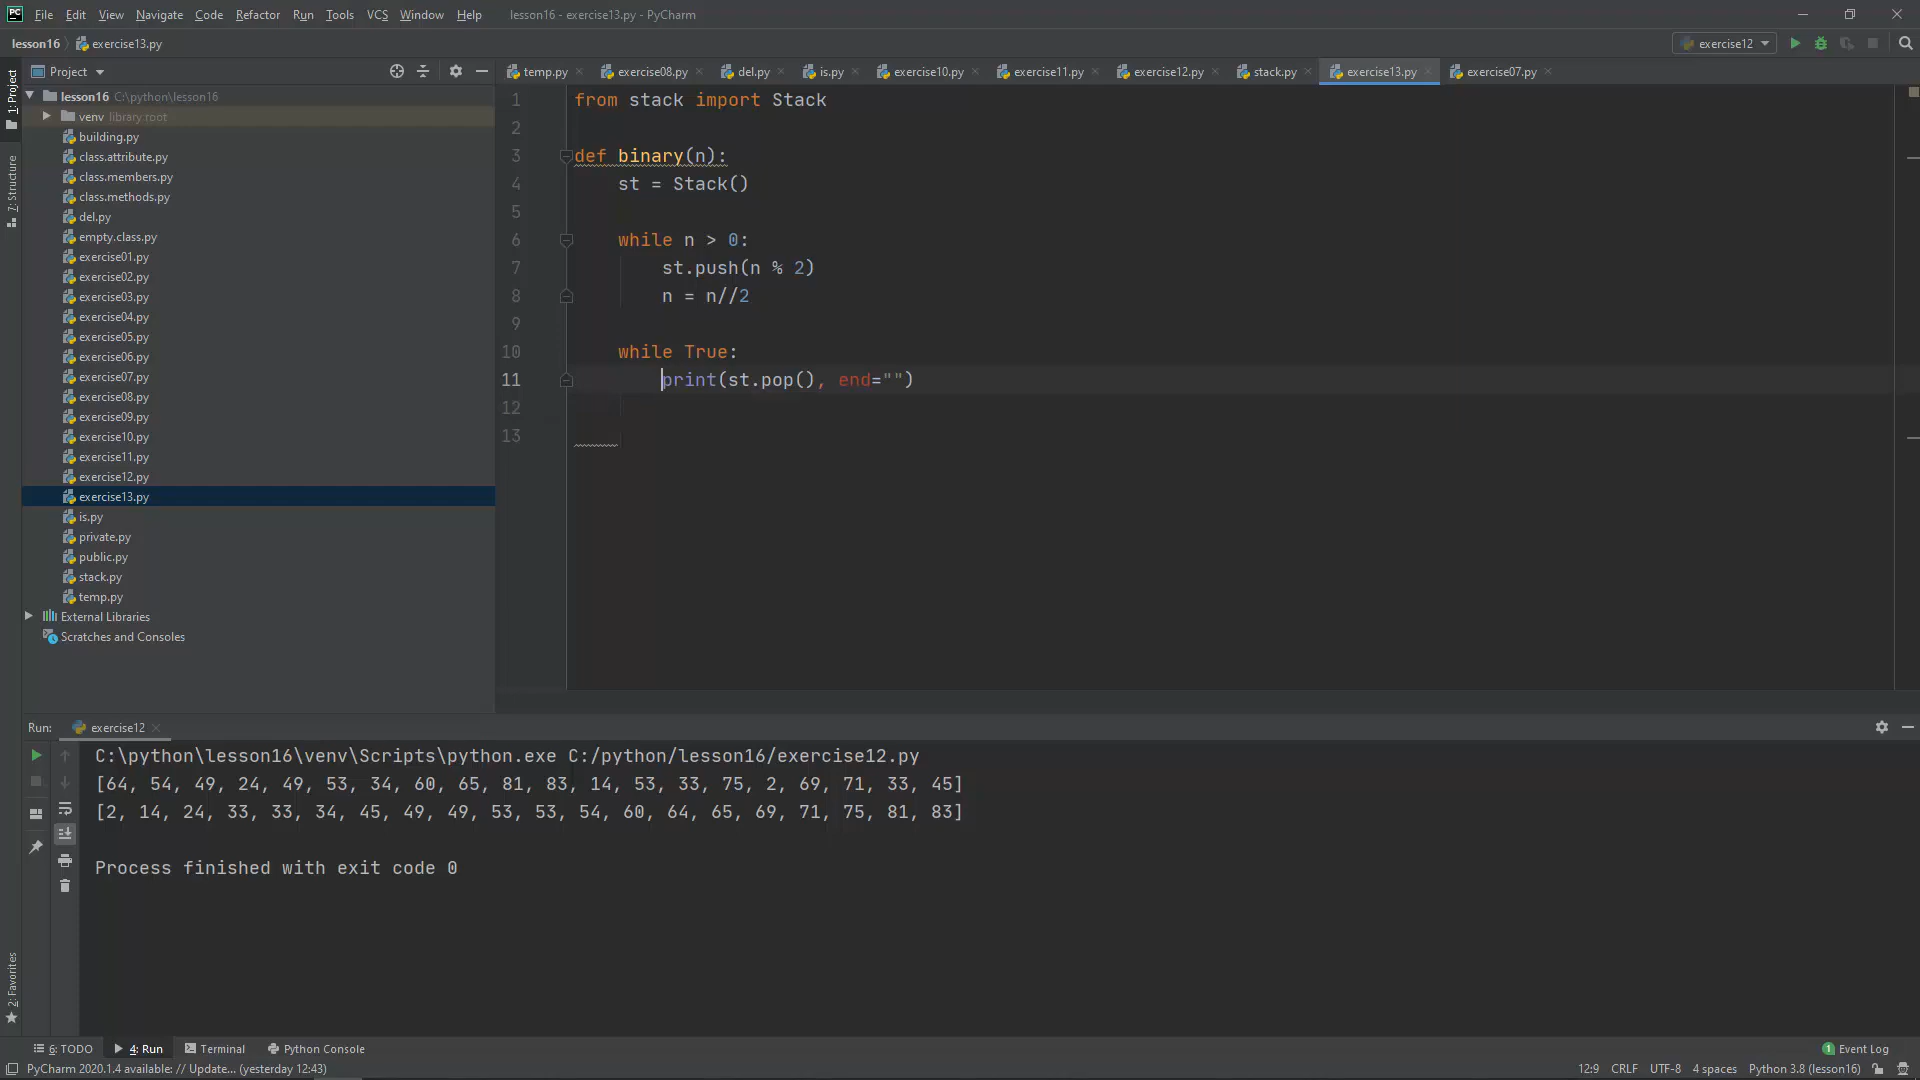 PC File Edit View Navigate Code Refactor Run Tools VCS Window Help lesson16 - exercise13.py - PyCharm
lesson16 exercise13.py exercise12
1: Project
Project
temp.py exercise08.py del.py is.py exercise10.py exercise11.py exercise12.py stack.py exercise13.py exercise07.py
lesson16 C:\python\lesson16
venv library root
building.py
class.attribute.py
class.members.py
class.methods.py
del.py
empty.class.py
exercise01.py
exercise02.py
exercise03.py
exercise04.py
exercise05.py
exercise06.py
exercise07.py
exercise08.py
exercise09.py
exercise10.py
exercise11.py
exercise12.py
exercise13.py
is.py
private.py
public.py
stack.py
temp.py
External Libraries
Scratches and Consoles
7: Structure
1 from stack import Stack
2
3 def binary(n):
4 st = Stack()
5
6 while n > 0:
7 st.push(n % 2)
8 n = n//2
9
10 while True:
11 print(st.pop(), end="")
12
13
Run: exercise12
C:\python\lesson16\venv\Scripts\python.exe C:/python/lesson16/exercise12.py
[64, 54, 49, 24, 49, 53, 34, 60, 65, 81, 83, 14, 53, 33, 75, 2, 69, 71, 33, 45]
[2, 14, 24, 33, 33, 34, 45, 49, 49, 53, 53, 54, 60, 64, 65, 69, 71, 75, 81, 83]
Process finished with exit code 0
2: Favorites
6: TODO 4: Run Terminal Python Console 1 Event Log
PyCharm 2020.1.4 available: // Update... (yesterday 12:43) 12:9 CRLF UTF-8 4 spaces Python 3.8 (lesson16)